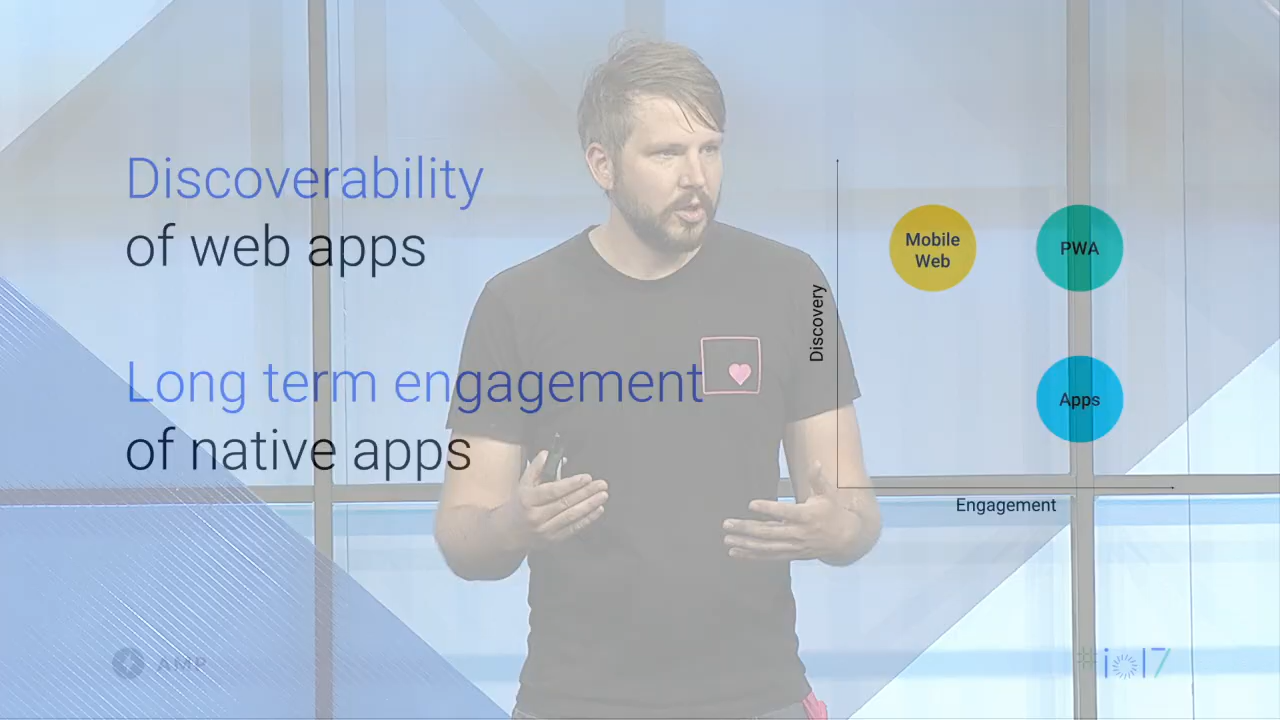 Discoverability
of web apps
Long term engagement
of native apps
Discovery
Mobile
Web
PWA
Apps
Engagement
AMP
#io17